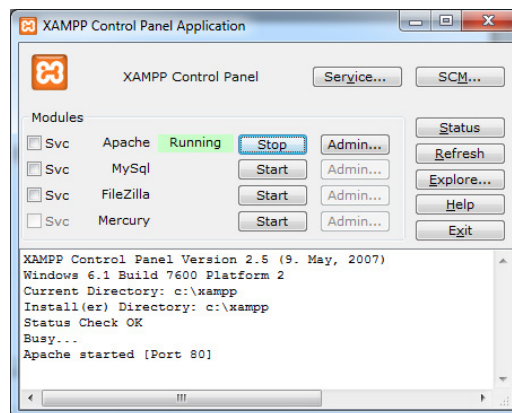 XAMPP Control Panel Application
XAMPP Control Panel
Service...
SCM...
Modules
Svc Apache Running Stop Admin...
Svc MySql Start Admin...
Svc FileZilla Start Admin...
Svc Mercury Start Admin...
Status
Refresh
Explore...
Help
Exit
XAMPP Control Panel Version 2.5 (9. May, 2007)
Windows 6.1 Build 7600 Platform 2
Current Directory: c:\xampp
Install(er) Directory: c:\xampp
Status Check OK
Busy...
Apache started [Port 80]